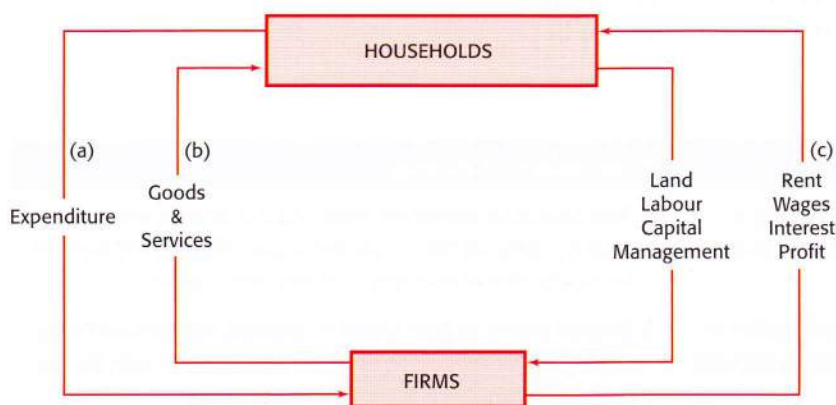 HOUSEHOLDS
(a)
(b)
(c)
Expenditure
Goods
&
Services
Land
Labour
Capital
Management
Rent
Wages
Interest
Profit
FIRMS